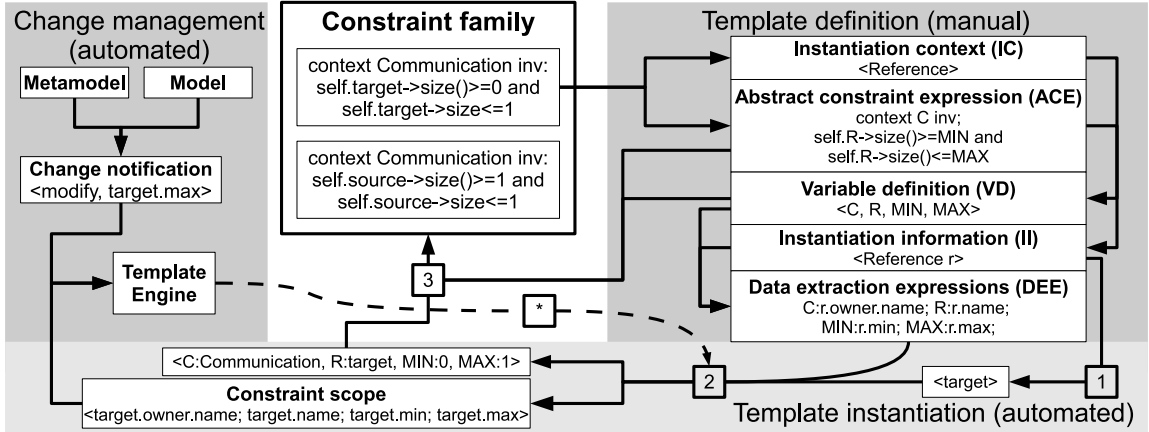 Change management
(automated)
Metamodel
Model
Change notification
<modify, target.max>
Template
Engine
Constraint family
context Communication inv:
self.target->size()>=0 and
self.target->size<=1
context Communication inv:
self.source->size()>=1 and
self.source->size<=1
3
*
Template definition (manual)
Instantiation context (IC)
<Reference>
Abstract constraint expression (ACE)
context C inv;
self.R->size()>=MIN and
self.R->size()<=MAX
Variable definition (VD)
<C, R, MIN, MAX>
Instantiation information (II)
<Reference r>
Data extraction expressions (DEE)
C:r.owner.name; R:r.name;
MIN:r.min; MAX:r.max;
<C:Communication, R:target, MIN:0, MAX:1>
Constraint scope
<target.owner.name; target.name; target.min; target.max>
2
<target>
1
Template instantiation (automated)